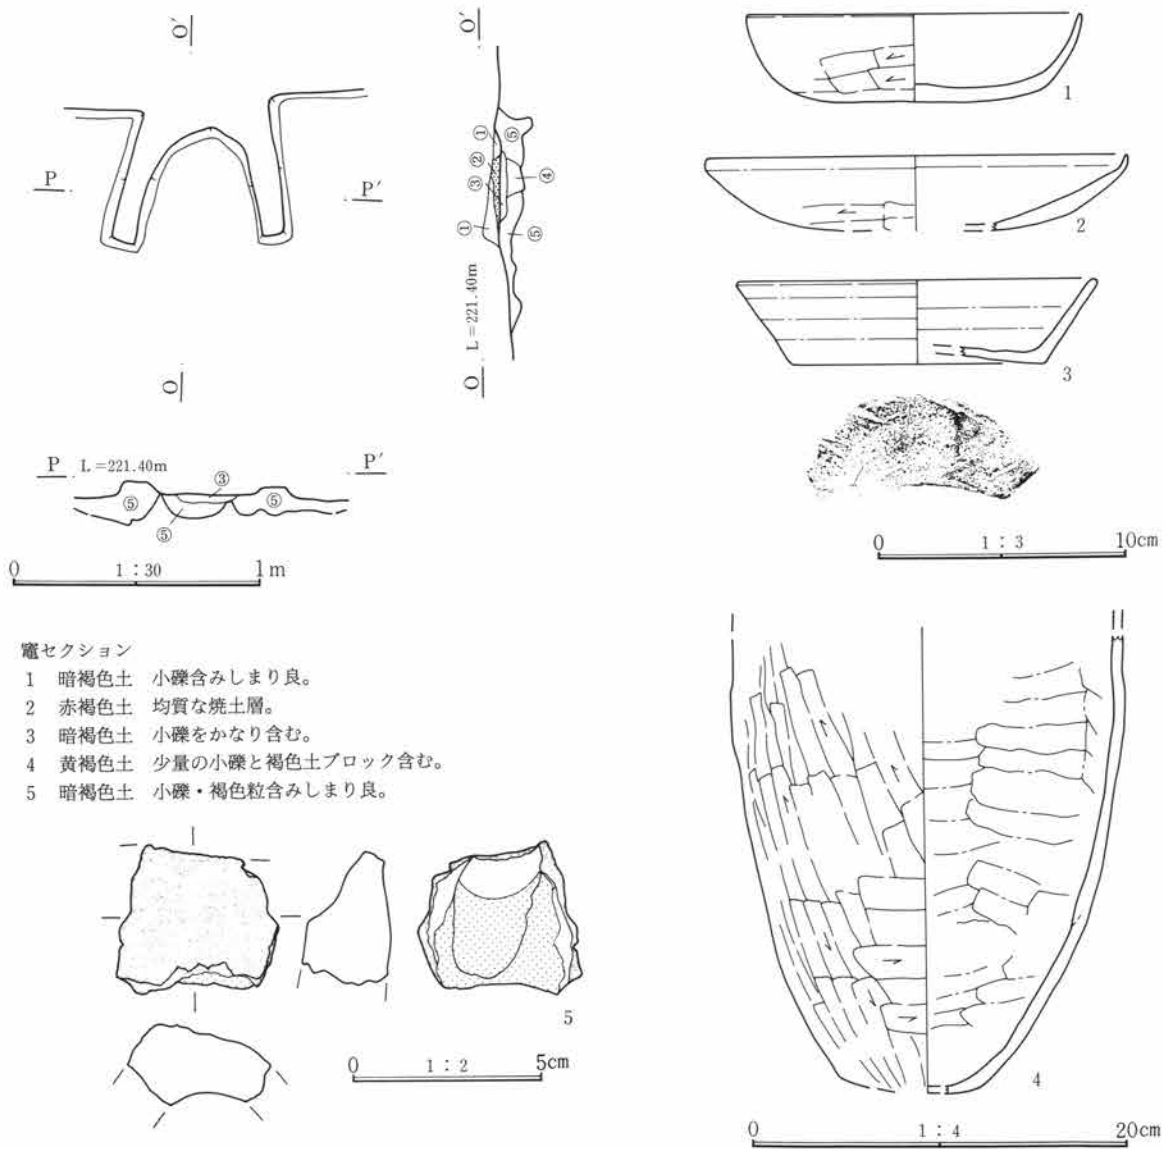 O′
P
P′
O
O′
①
②
③
①
⑤
④
⑤
L=221.40m
O
P L=221.40m P′
⑤
③
⑤
⑤
0 1:30 1m
竈セクション
1 暗褐色土 小礫含みしまり良。
2 赤褐色土 均質な焼土層。
3 暗褐色土 小礫をかなり含む。
4 黄褐色土 少量の小礫と褐色土ブロック含む。
5 暗褐色土 小礫・褐色粒含みしまり良。
5
0 1:2 5cm
1
2
3
0 1:3 10cm
4
0 1:4 20cm